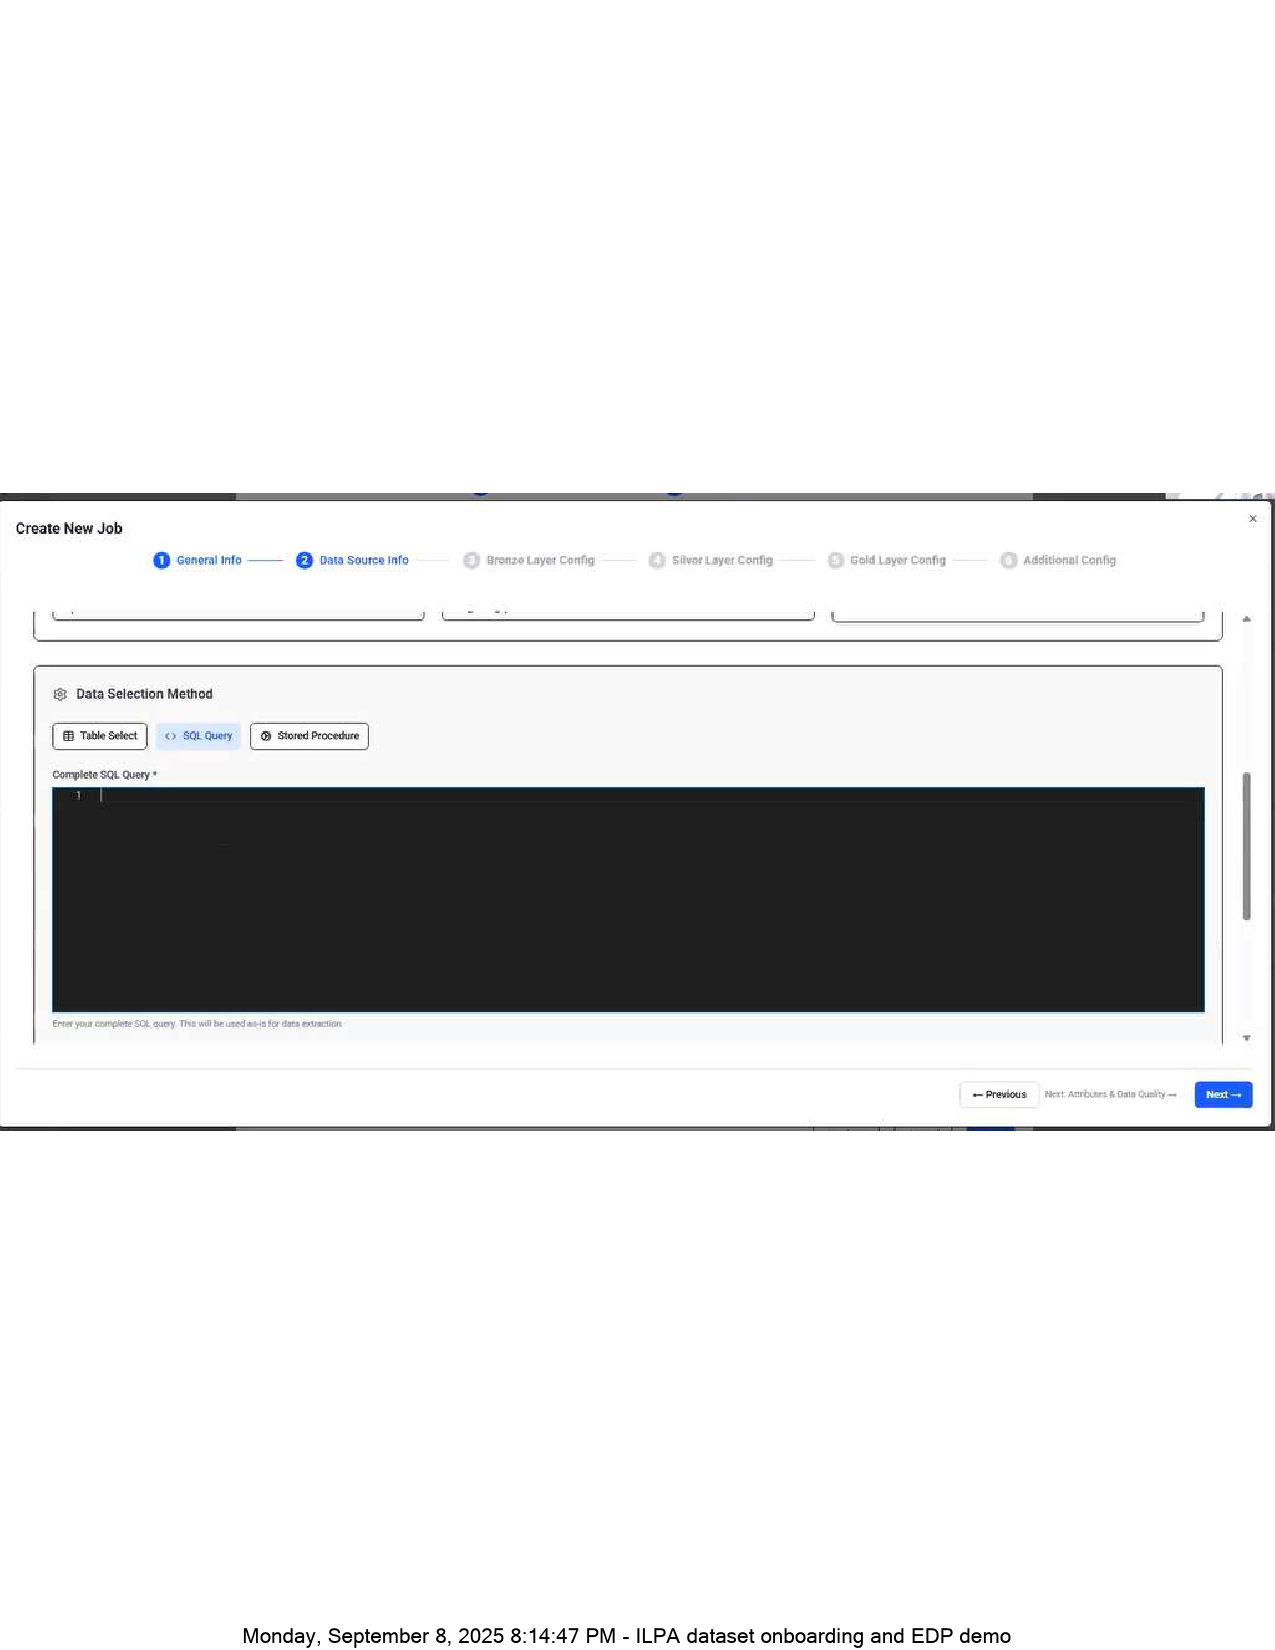 Create New Job
×
1 General Info 2 Data Source Info 3 Bronze Layer Config 4 Silver Layer Config 5 Gold Layer Config 6 Additional Config
Data Selection Method
Table Select <> SQL Query Stored Procedure
Complete SQL Query *
1
Enter your complete SQL query. This will be used as-is for data extraction.
← Previous Next: Attributes & Data Quality → Next →
Monday, September 8, 2025 8:14:47 PM - ILPA dataset onboarding and EDP demo